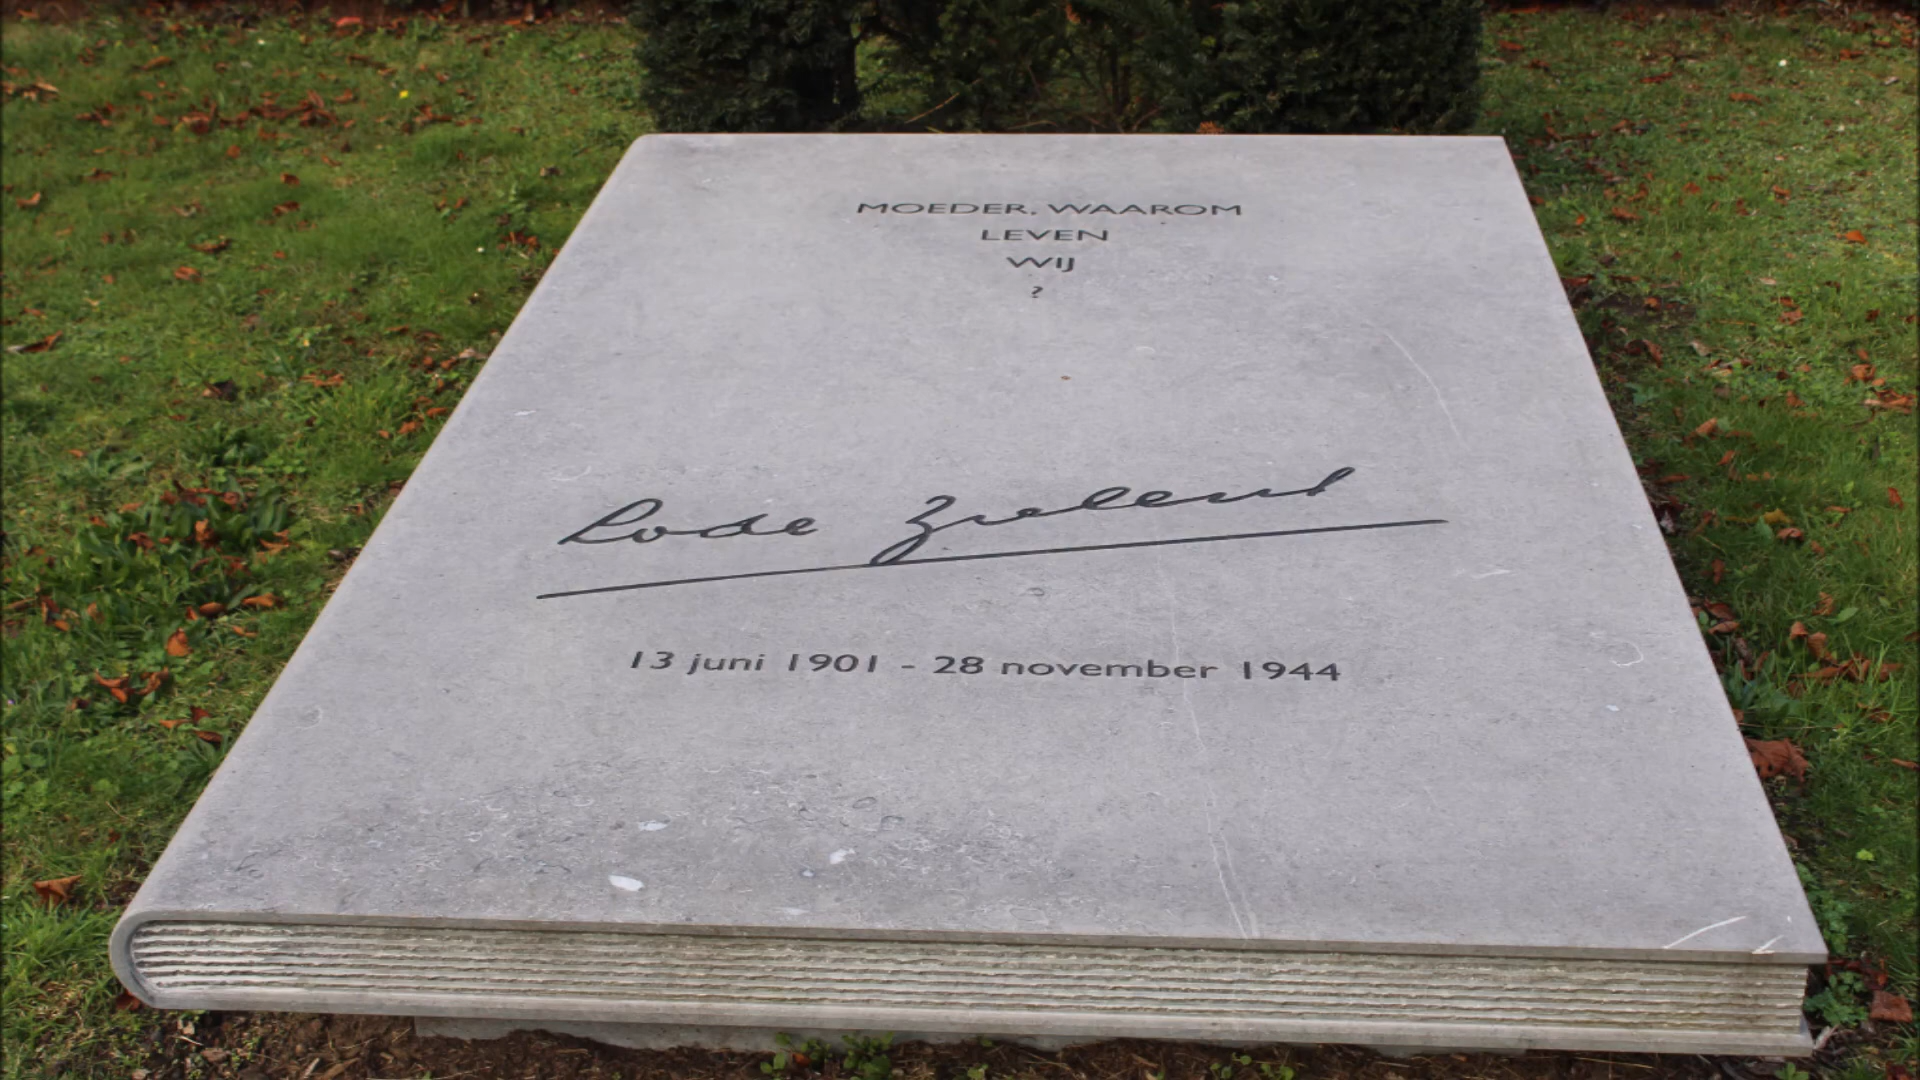 MOEDER, WAAROM
LEVEN
WIJ
?
Lode Zielens
13 juni 1901 - 28 november 1944